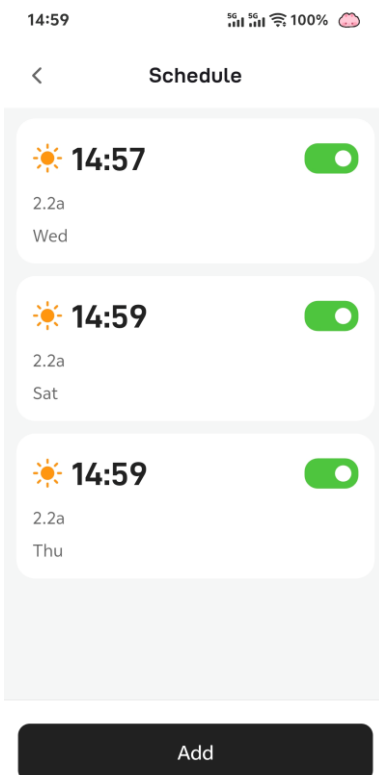 14:59
5G 5G 100%
Schedule
14:57
2.2a
Wed
14:59
2.2a
Sat
14:59
2.2a
Thu
Add